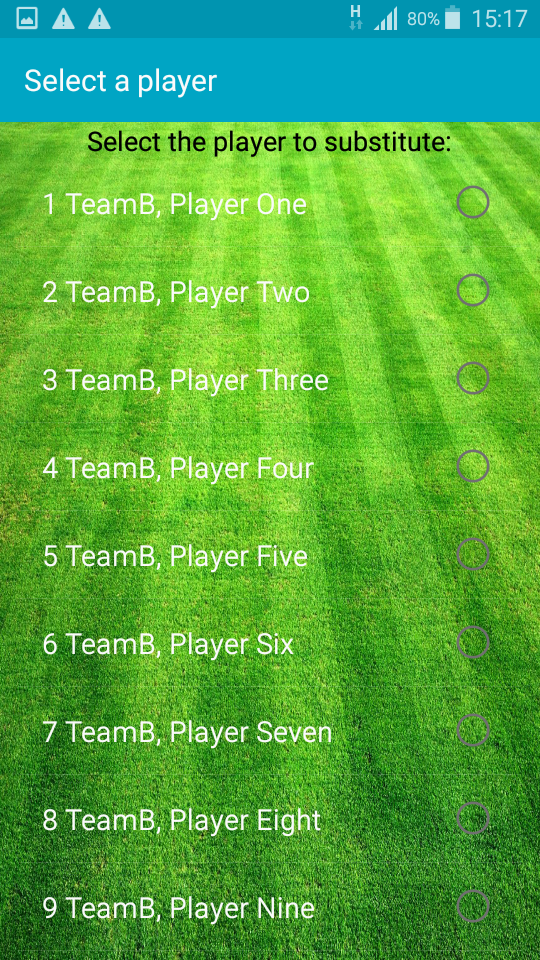 H 80% 15:17
Select a player
Select the player to substitute:
1 TeamB, Player One
2 TeamB, Player Two
3 TeamB, Player Three
4 TeamB, Player Four
5 TeamB, Player Five
6 TeamB, Player Six
7 TeamB, Player Seven
8 TeamB, Player Eight
9 TeamB, Player Nine